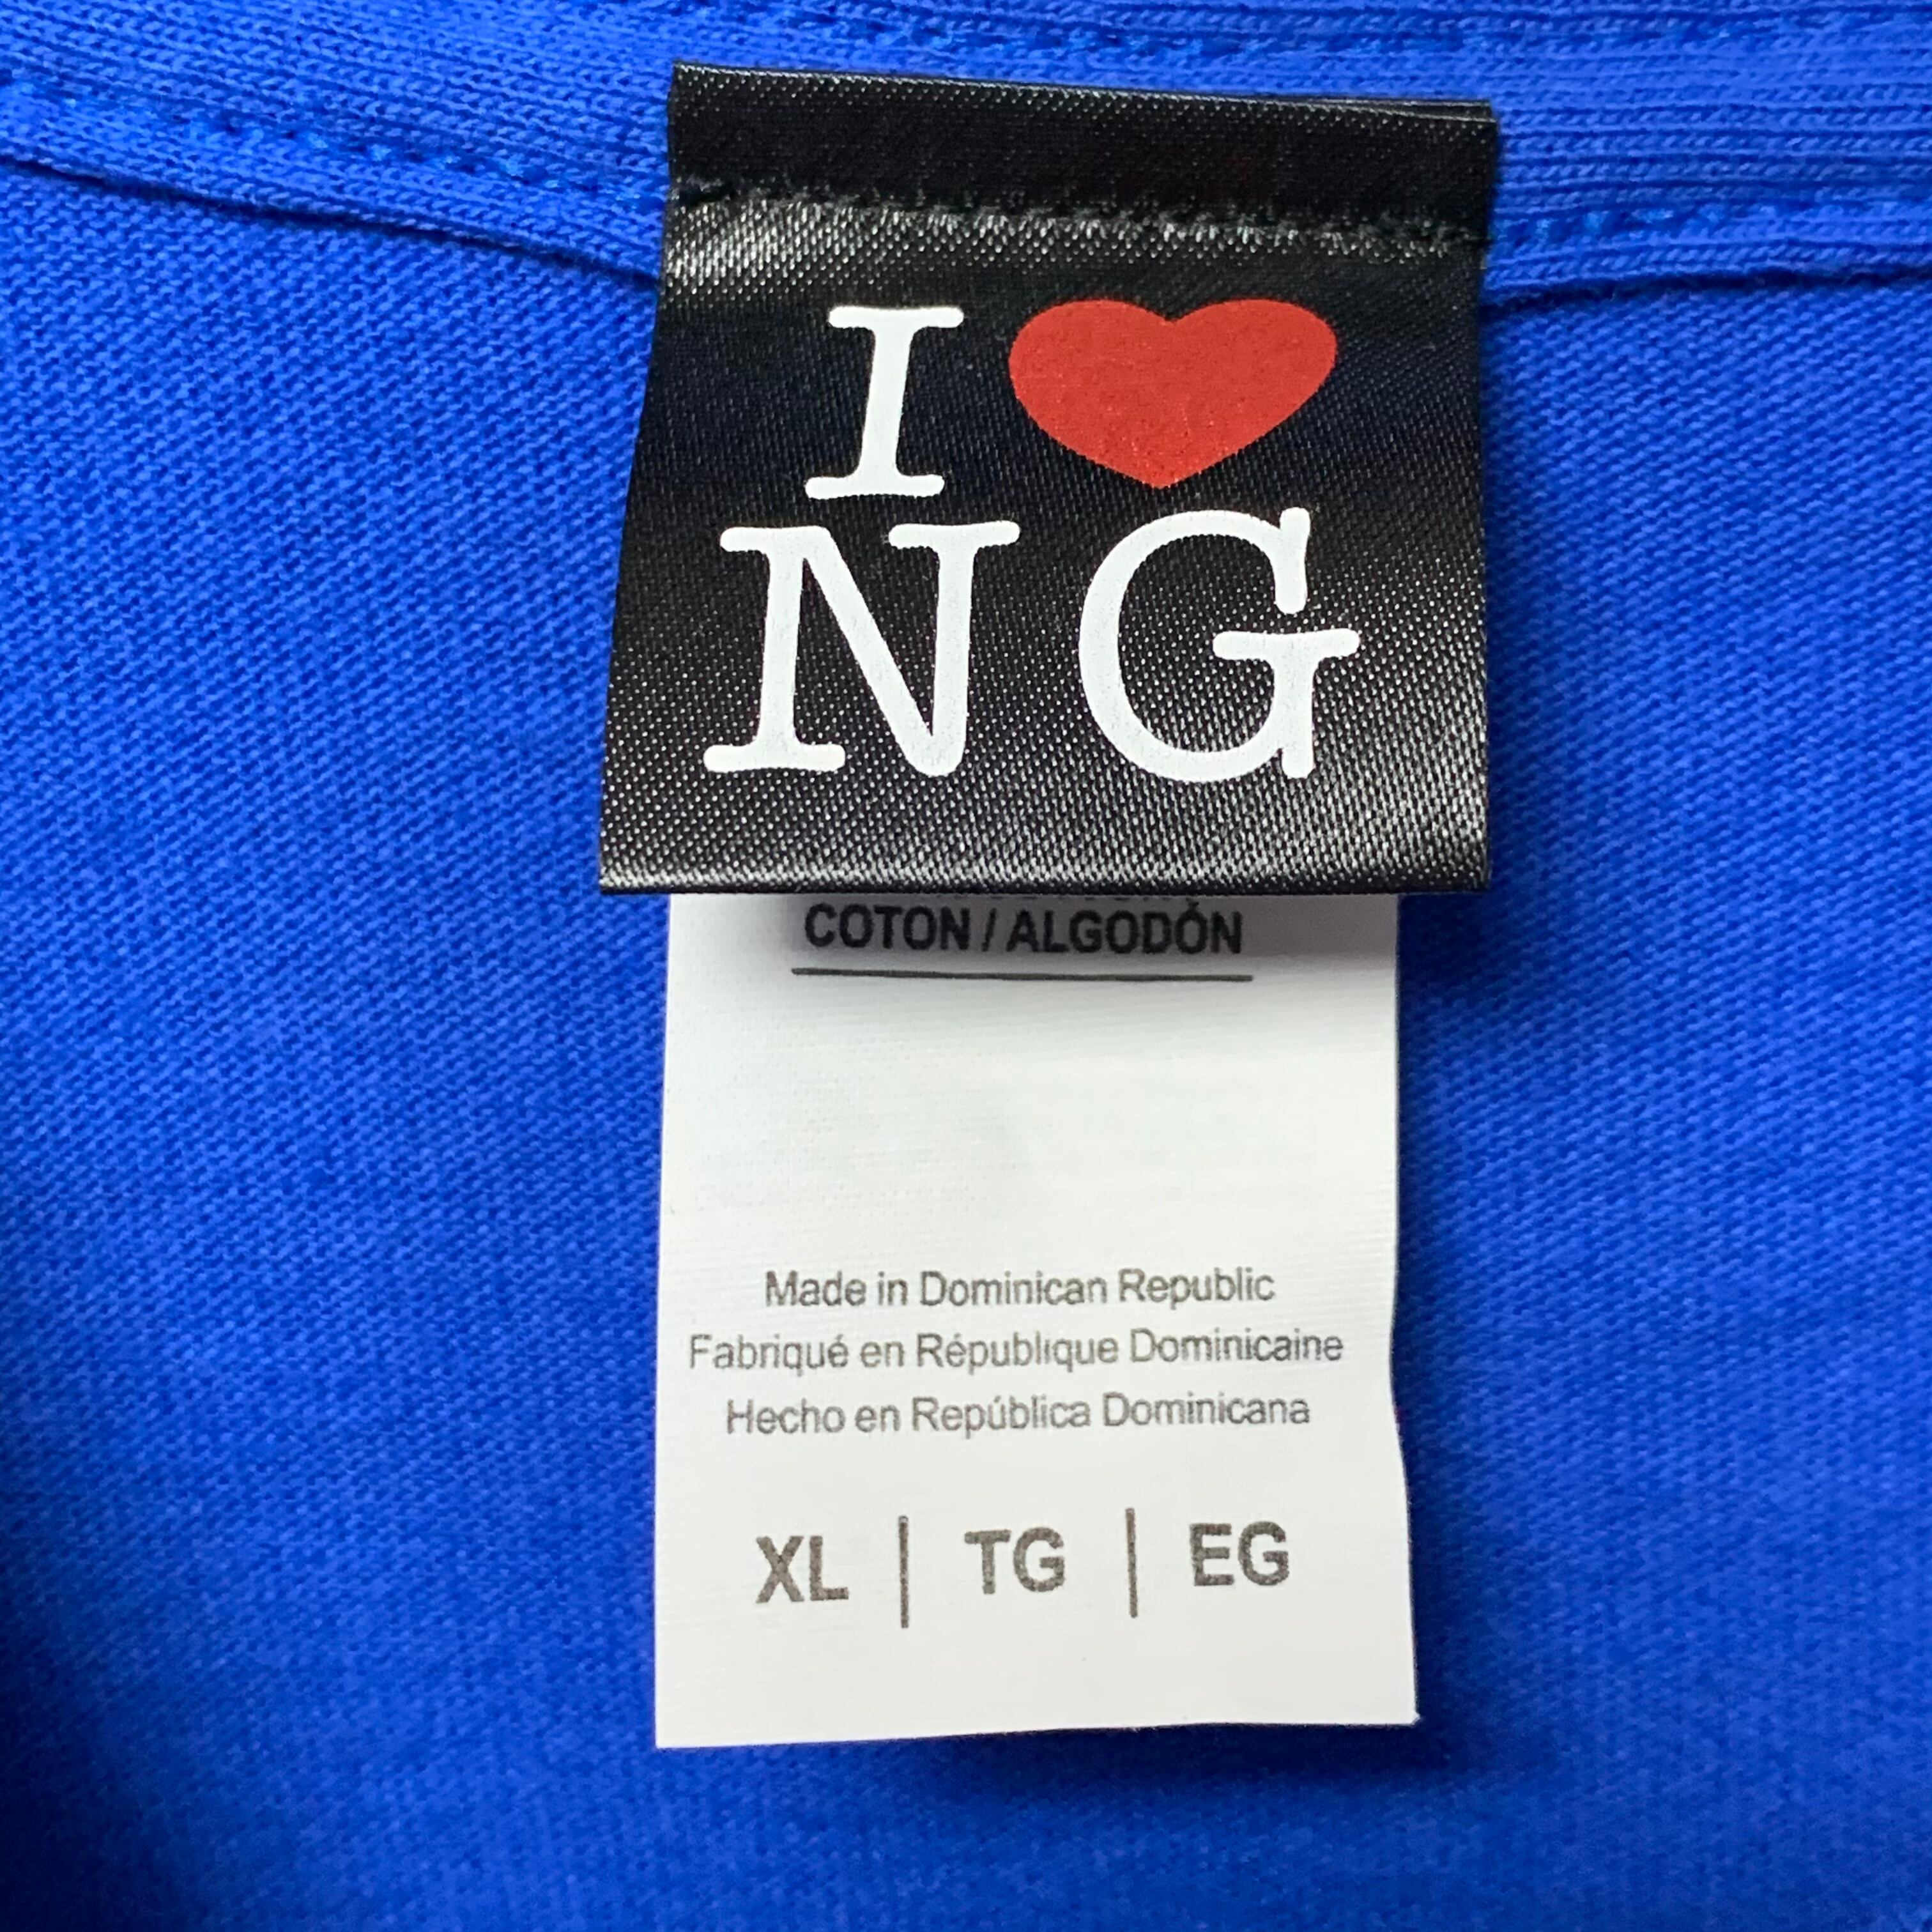 I ♥
NG
COTON / ALGODÓN
Made in Dominican Republic
Fabriqué en République Dominicaine
Hecho en República Dominicana
XL | TG | EG